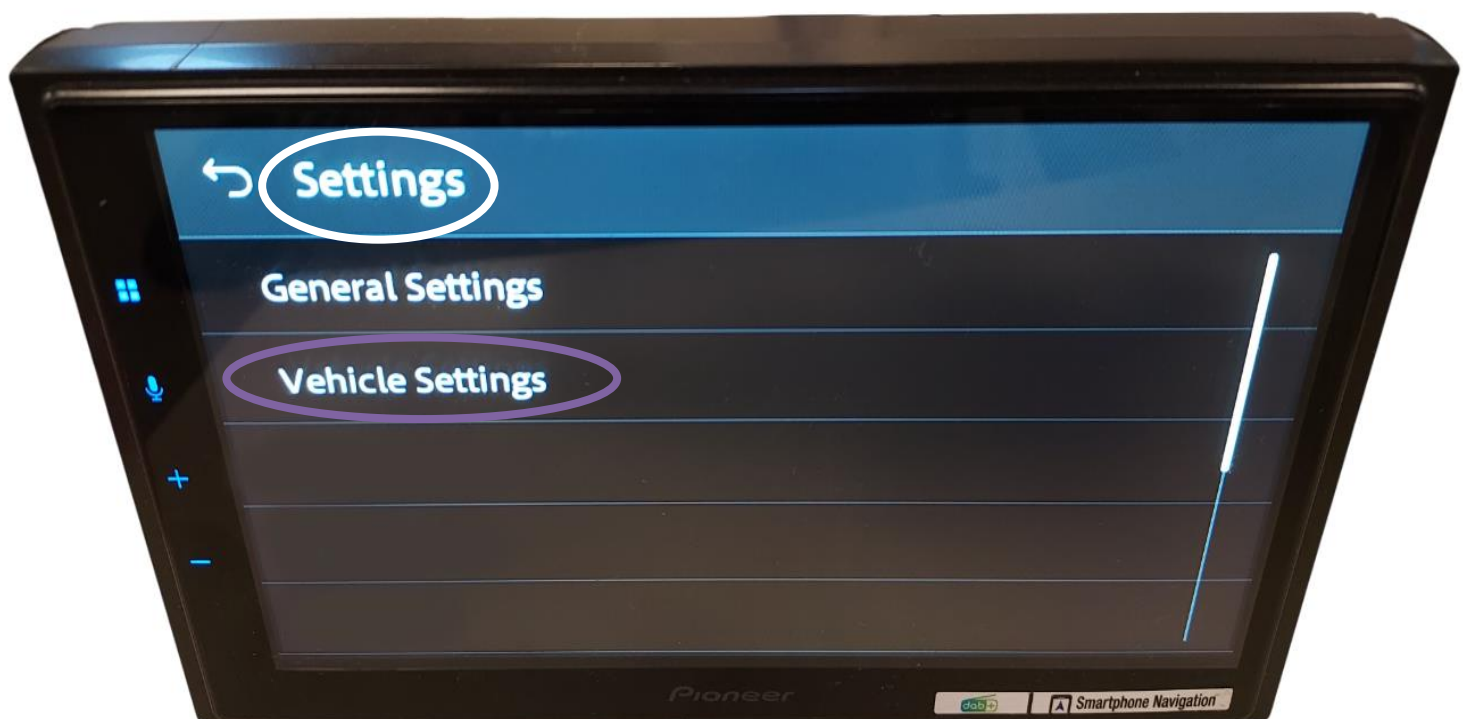 Settings
General Settings
Vehicle Settings
+
−
Pioneer
dab+
Smartphone Navigation